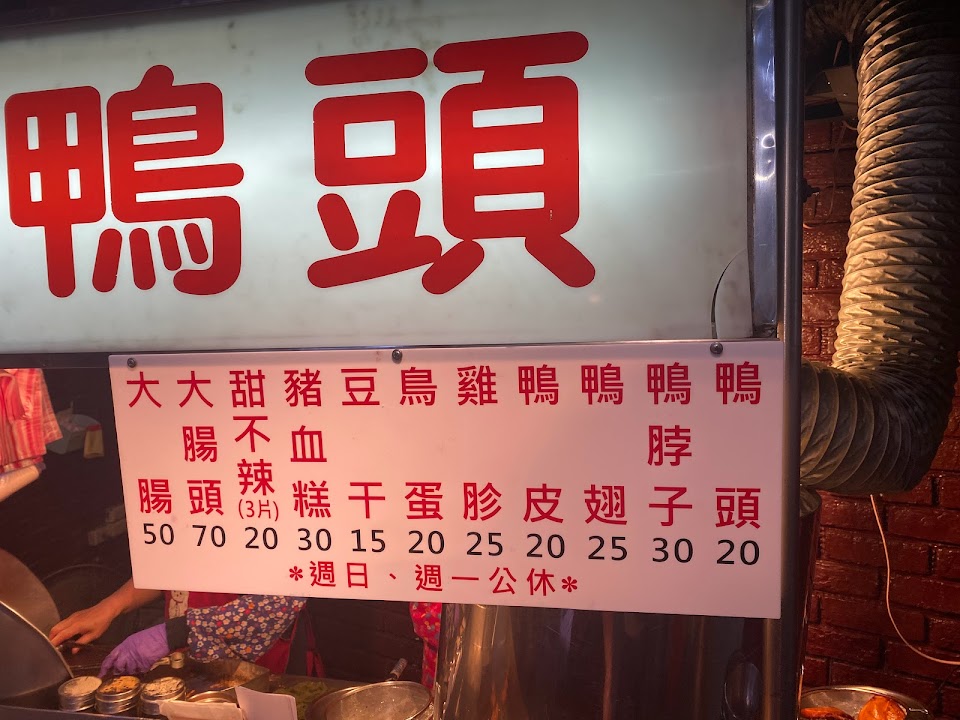 鴨頭
鴨頭 20
鴨脖子 30
鴨翅 25
鴨皮 20
雞胗 25
鳥蛋 20
豆干 15
豬血糕 30
甜不辣(3片) 20
大腸頭 70
大腸 50
*週日、週一公休*